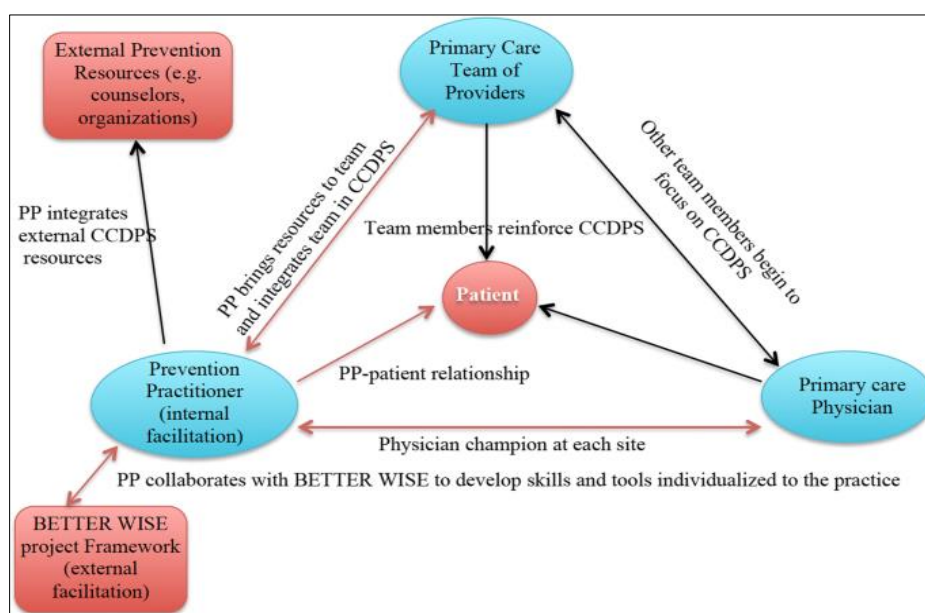 External Prevention
Resources (e.g.
counselors,
organizations)
Primary Care
Team of
Providers
PP integrates
external CCDPS
resources
PP brings resources to team
and integrates team in CCDPS
Team members reinforce CCDPS
Other team members begin to
focus on CCDPS
Patient
Prevention
Practitioner
(internal
facilitation)
PP-patient relationship
Primary care
Physician
Physician champion at each site
PP collaborates with BETTER WISE to develop skills and tools individualized to the practice
BETTER WISE
project Framework
(external
facilitation)